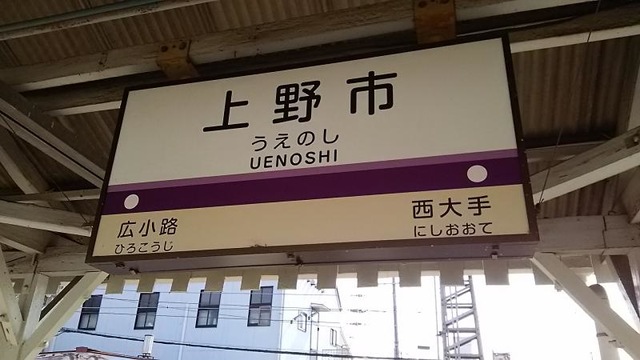 上野市
うえのし
UENOSHI
広小路
ひろこうじ
西大手
にしおおて